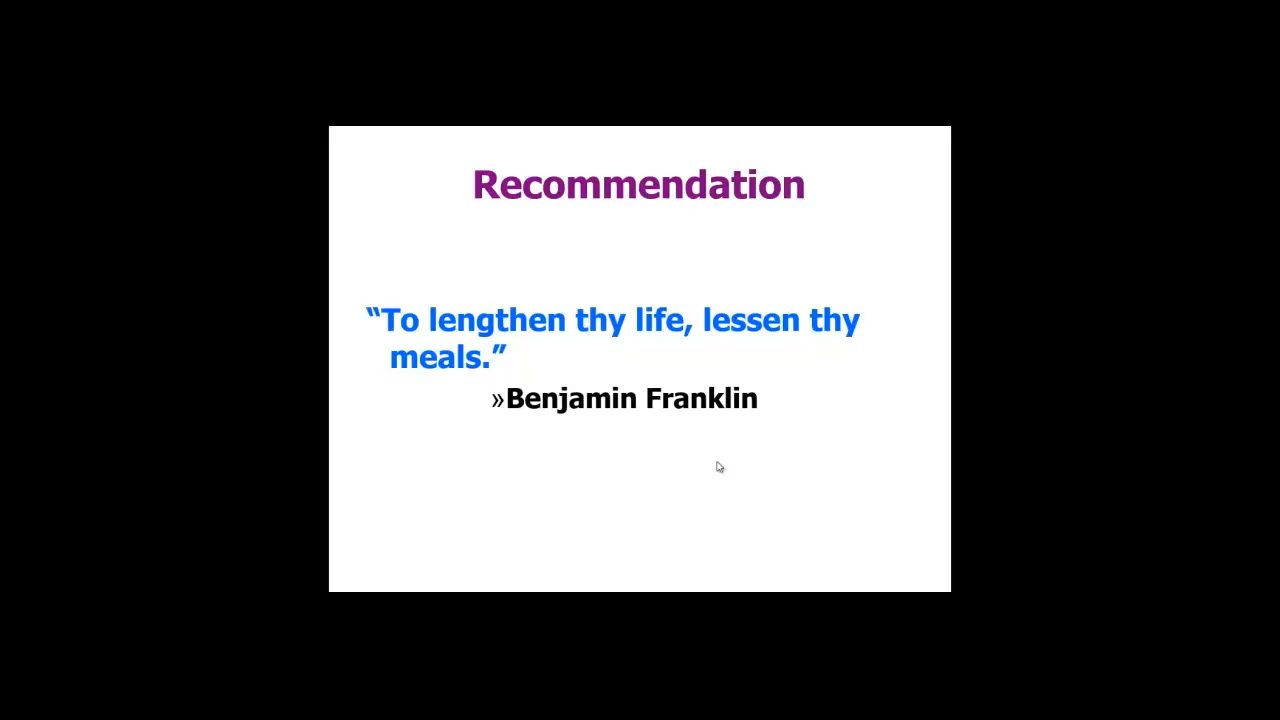 Recommendation
“To lengthen thy life, lessen thy
meals.”
»Benjamin Franklin